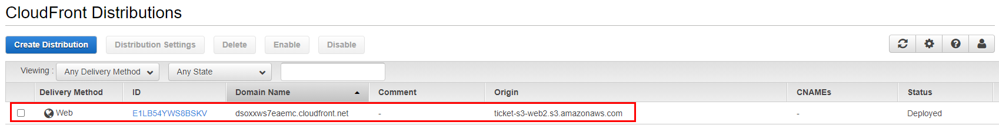 CloudFront Distributions
Create Distribution Distribution Settings Delete Enable Disable
Viewing : Any Delivery Method Any State
Delivery Method ID Domain Name Comment Origin CNAMEs Status
Web E1LB54YWS8BSKV dsoxxws7eaemc.cloudfront.net - ticket-s3-web2.s3.amazonaws.com - Deployed